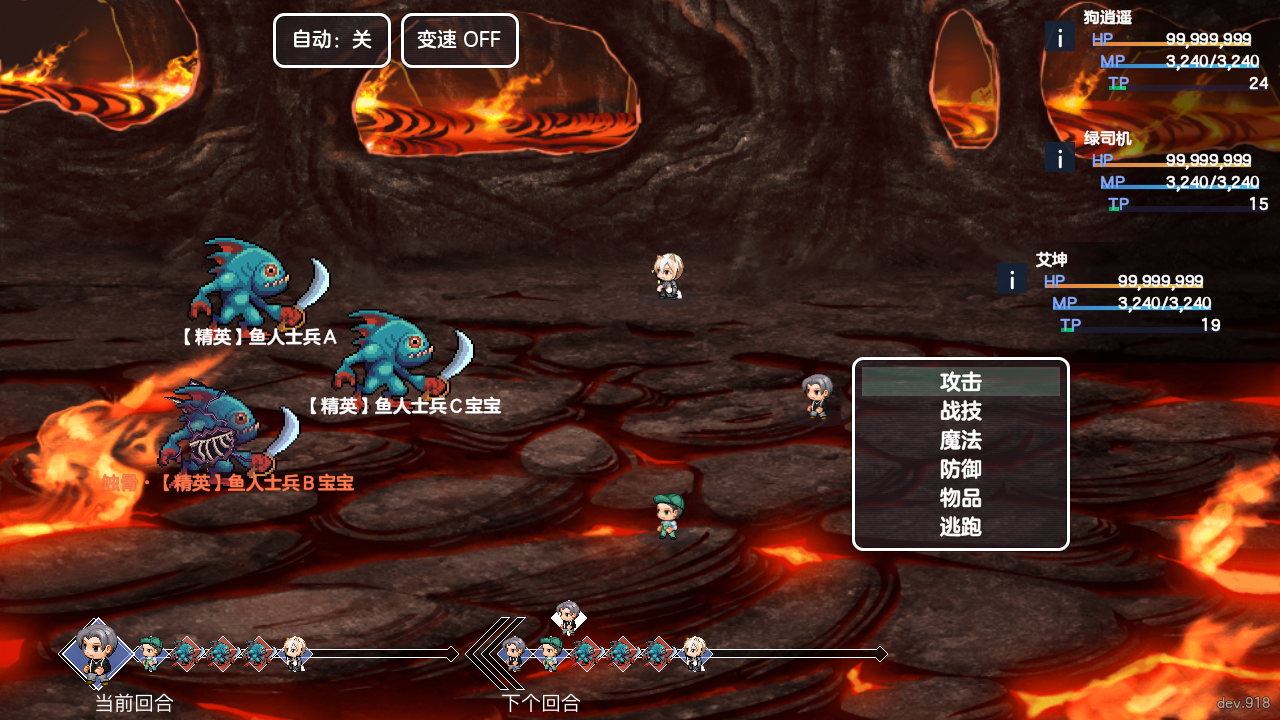 自动：关
变速 OFF
狗逍遥
HP 99,999,999
MP 3,240/3,240
TP 24
绿司机
HP 99,999,999
MP 3,240/3,240
TP 15
艾坤
HP 99,999,999
MP 3,240/3,240
TP 19
【精英】鱼人士兵A
【精英】鱼人士兵C宝宝
蚀骨·【精英】鱼人士兵B宝宝
攻击
战技
魔法
防御
物品
逃跑
当前回合
下个回合
dev.918